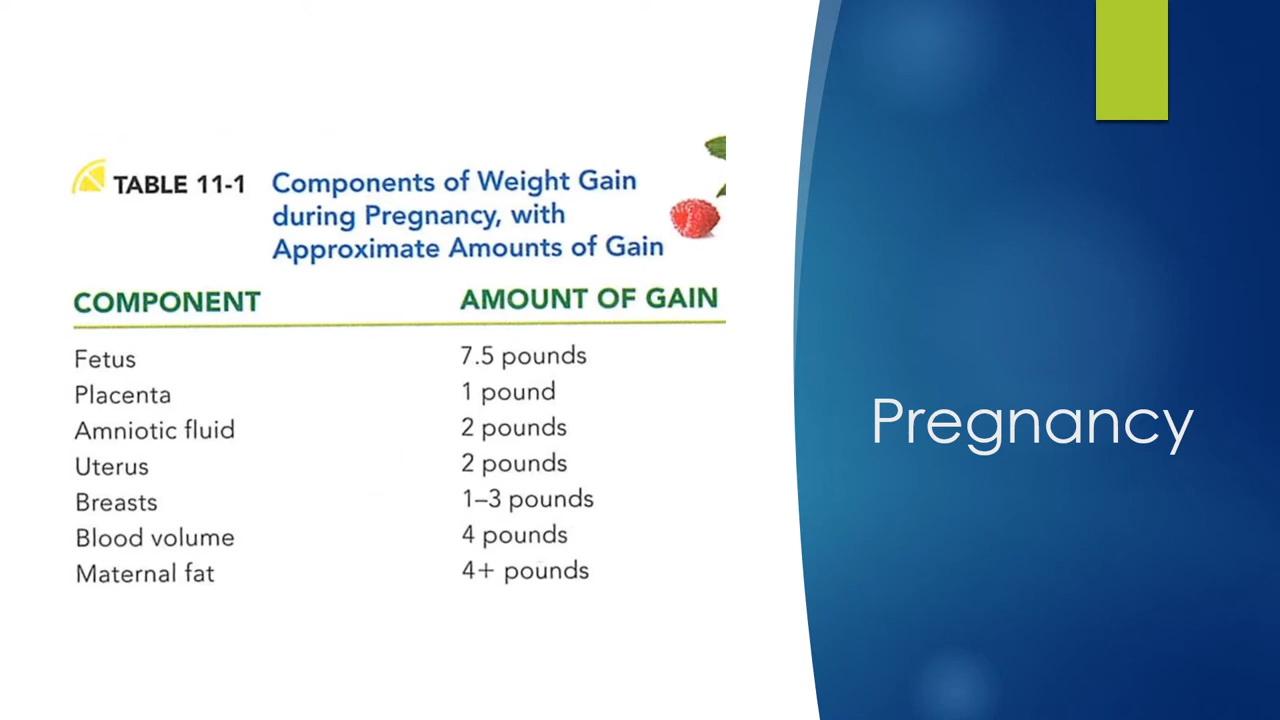 TABLE 11-1 Components of Weight Gain
during Pregnancy, with
Approximate Amounts of Gain
COMPONENT AMOUNT OF GAIN
Fetus 7.5 pounds
Placenta 1 pound
Amniotic fluid 2 pounds
Uterus 2 pounds
Breasts 1–3 pounds
Blood volume 4 pounds
Maternal fat 4+ pounds
Pregnancy